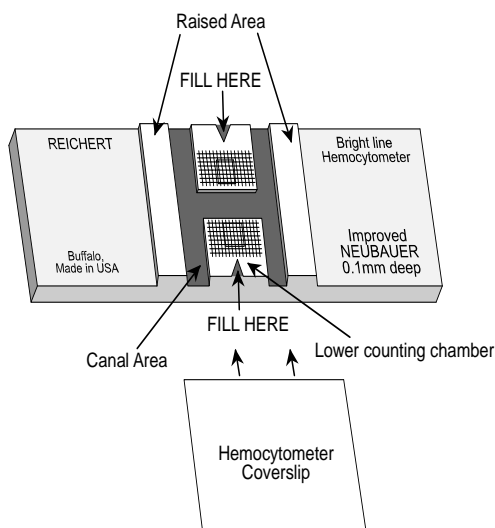 Raised Area
FILL HERE
REICHERT
Bright line
Hemocytometer
Buffalo,
Made in USA
Improved
NEUBAUER
0.1mm deep
FILL HERE
Canal Area
Lower counting chamber
Hemocytometer
Coverslip